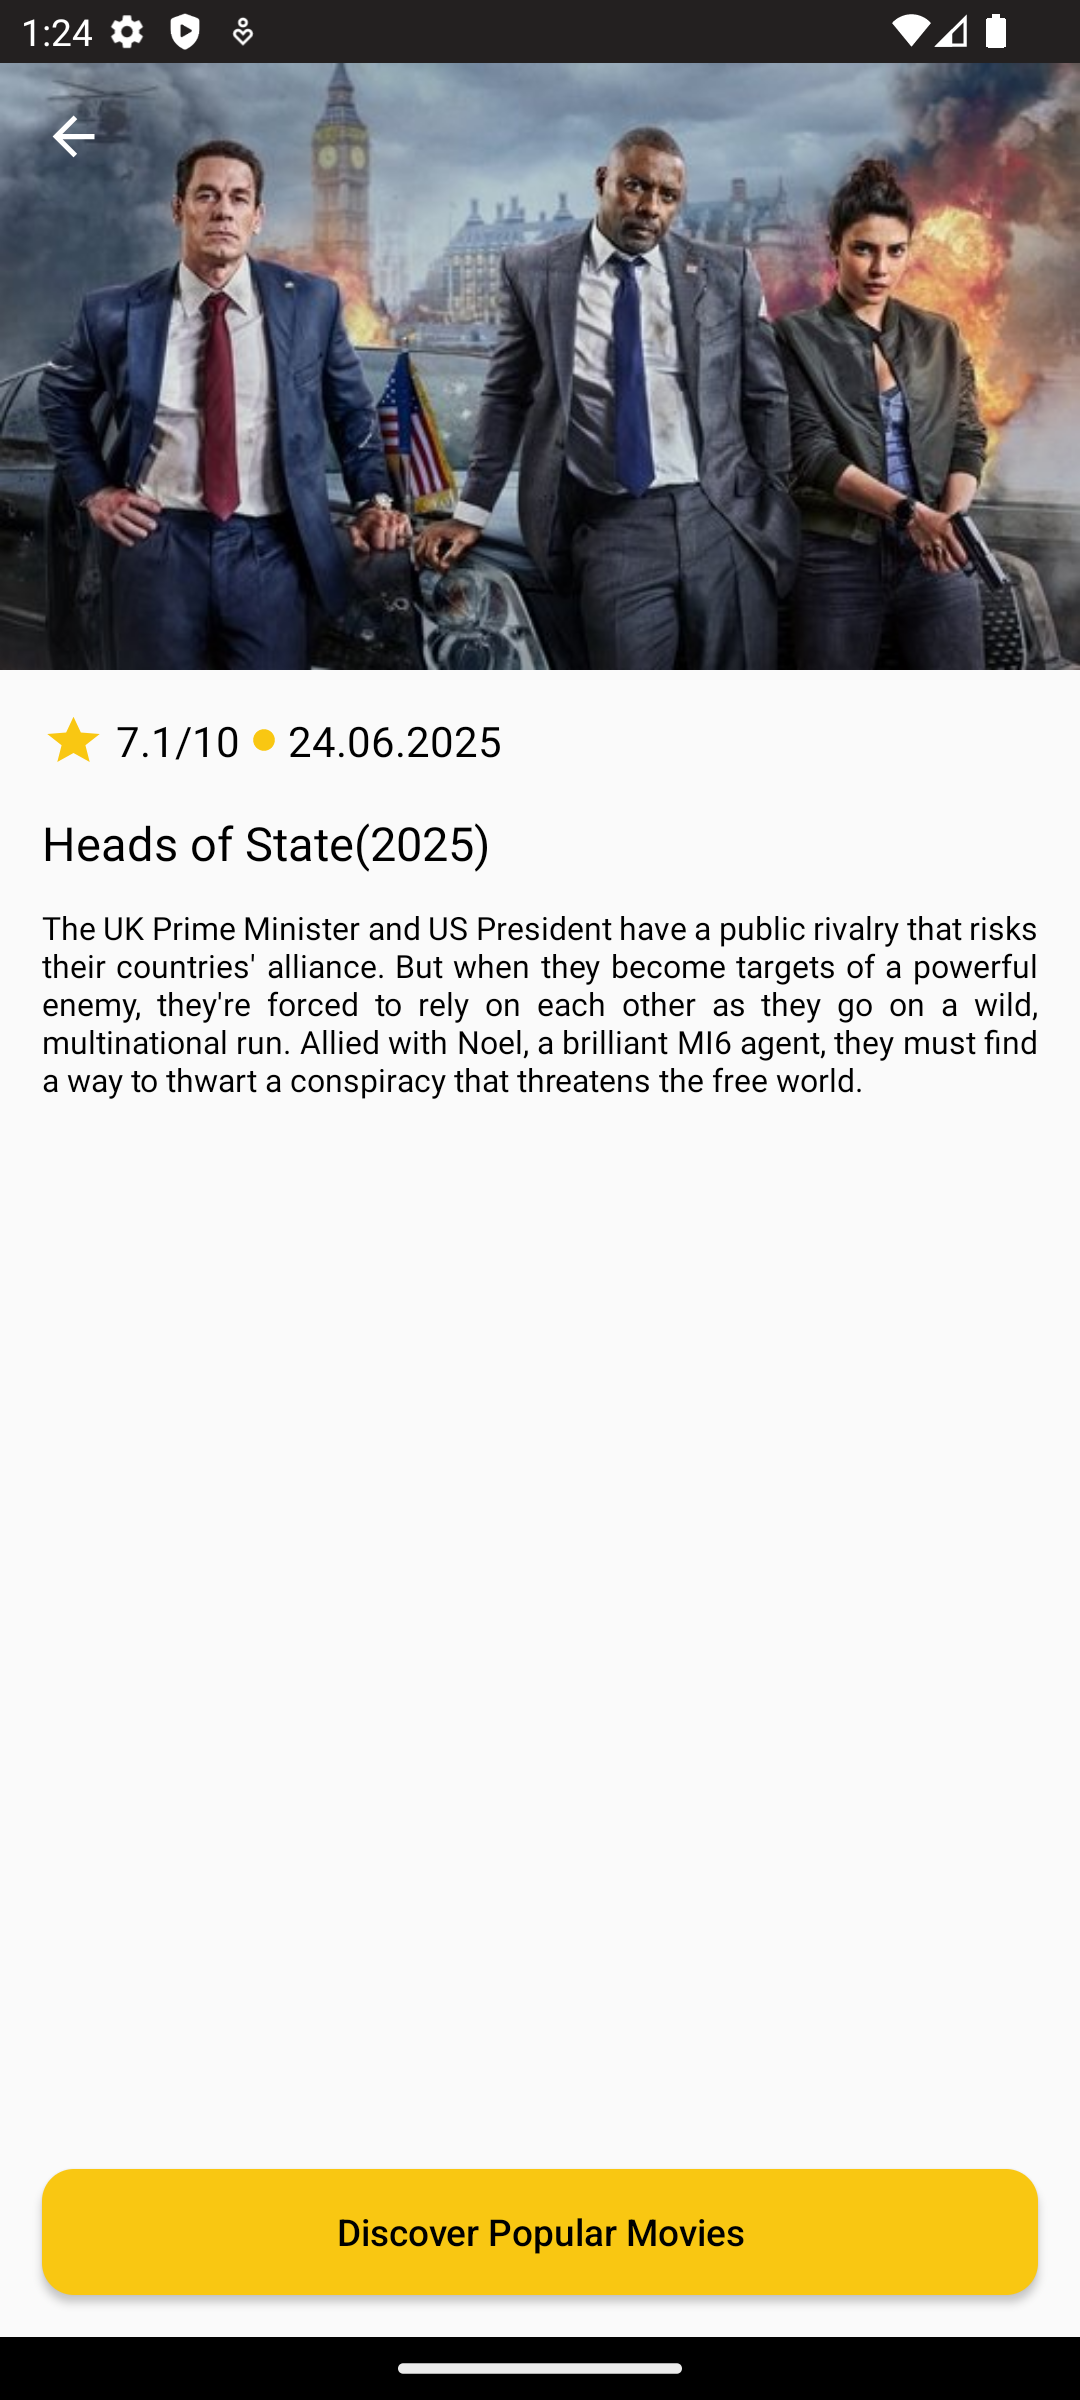 1:24
7.1/10 24.06.2025
Heads of State(2025)
The UK Prime Minister and US President have a public rivalry that risks
their countries' alliance. But when they become targets of a powerful
enemy, they're forced to rely on each other as they go on a wild,
multinational run. Allied with Noel, a brilliant MI6 agent, they must find
a way to thwart a conspiracy that threatens the free world.
Discover Popular Movies